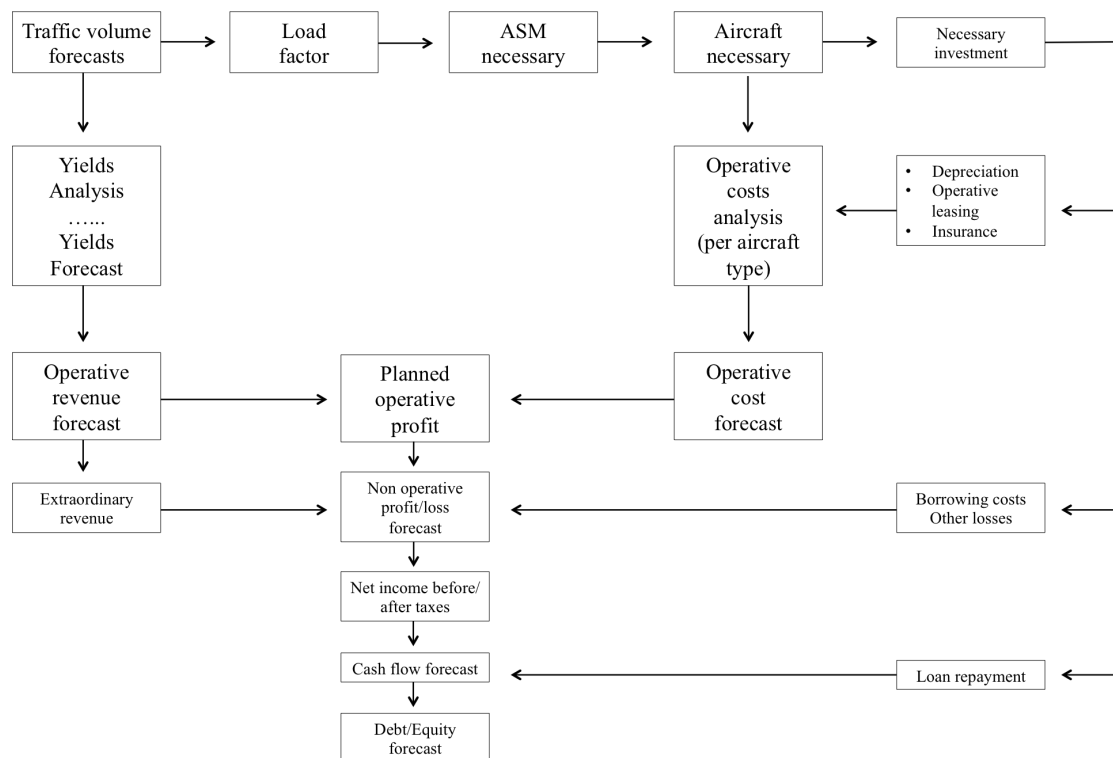 Traffic volume
forecasts
Load
factor
ASM
necessary
Aircraft
necessary
Necessary
investment
Yields
Analysis
…...
Yields
Forecast
Operative
costs
analysis
(per aircraft
type)
• Depreciation
• Operative
leasing
• Insurance
Operative
revenue
forecast
Planned
operative
profit
Operative
cost
forecast
Extraordinary
revenue
Non operative
profit/loss
forecast
Borrowing costs
Other losses
Net income before/
after taxes
Cash flow forecast
Loan repayment
Debt/Equity
forecast